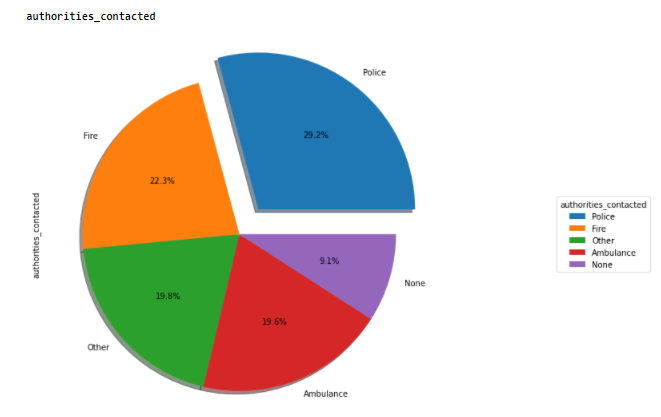 authorities_contacted
Police
29.2%
Fire
22.3%
authorities_contacted
authorities_contacted
Police
Fire
Other
Ambulance
None
9.1%
None
19.8%
19.6%
Other
Ambulance